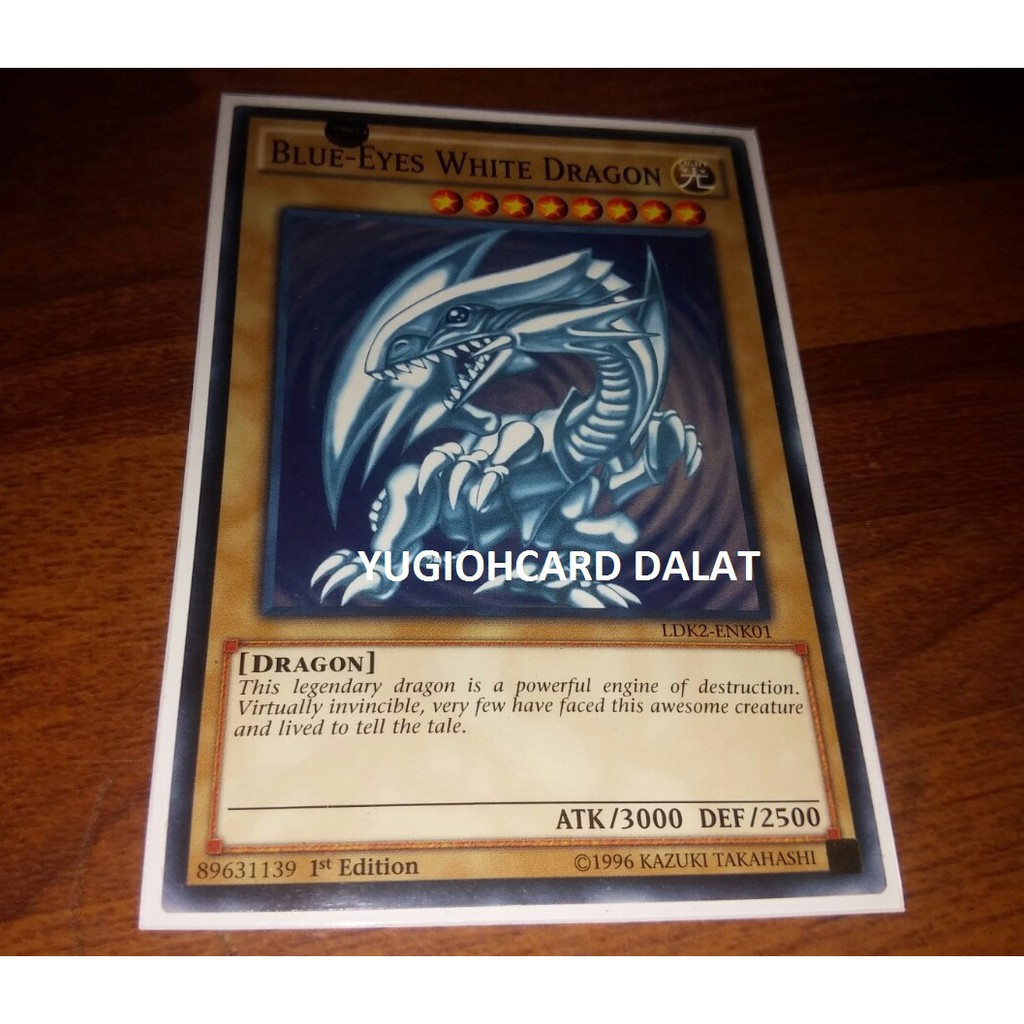 BLUE-EYES WHITE DRAGON 光
YUGIOHCARD DALAT
LDK2-ENK01
[DRAGON]
This legendary dragon is a powerful engine of destruction.
Virtually invincible, very few have faced this awesome creature
and lived to tell the tale.
ATK/3000 DEF/2500
89631139 1st Edition ©1996 KAZUKI TAKAHASHI